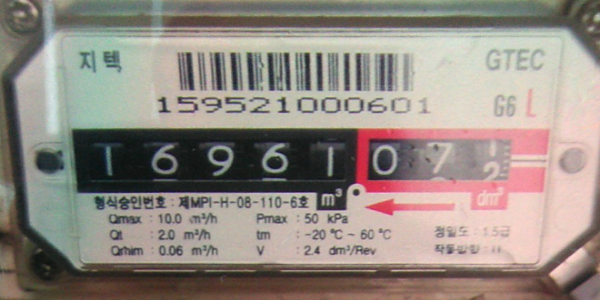 지텍
GTEC
159521000601
G6 L
16961 07
m³
dm³
형식승인번호 : 제MPI-H-08-110-6호
Qmax : 10.0 m³/h Pmax : 50 kPa
Qt : 2.0 m³/h tm : -20 ℃ ~ 60 ℃ 정밀도 : 1.5급
Qmin : 0.06 m³/h V : 2.4 dm³/Rev